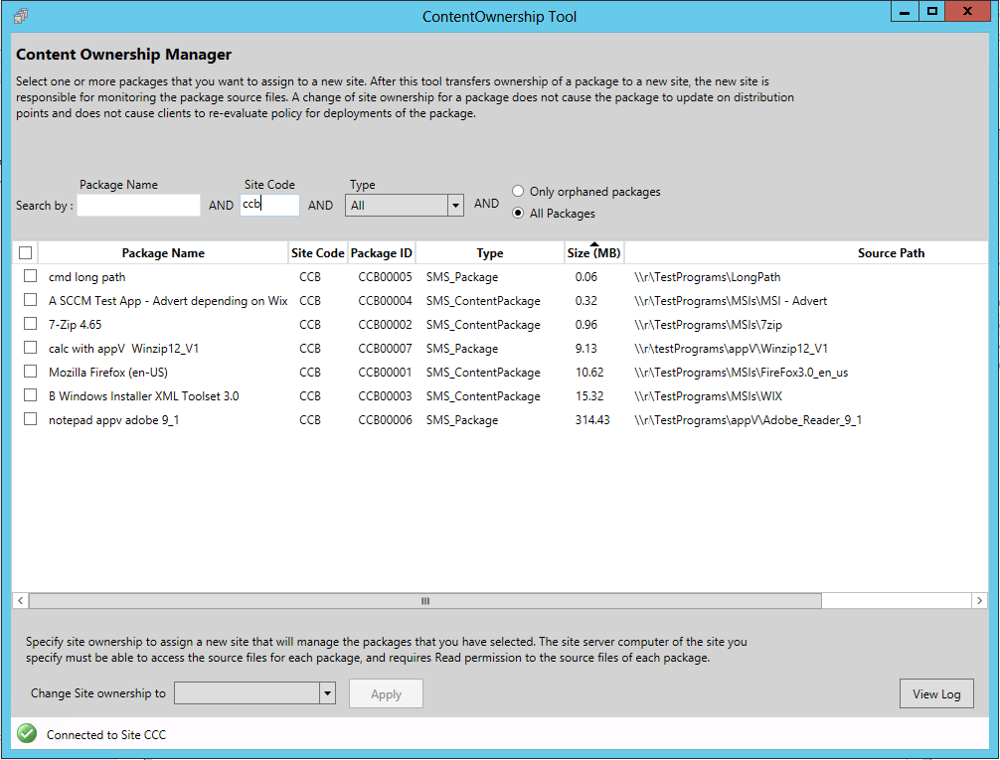 ContentOwnership Tool
Content Ownership Manager
Select one or more packages that you want to assign to a new site. After this tool transfers ownership of a package to a new site, the new site is
responsible for monitoring the package source files. A change of site ownership for a package does not cause the package to update on distribution
points and does not cause clients to re-evaluate policy for deployments of the package.
Package Name Site Code Type
Only orphaned packages
Search by : AND ccb AND All AND
All Packages
Package Name Site Code Package ID Type Size (MB) Source Path
cmd long path CCB CCB00005 SMS_Package 0.06 \\r\TestPrograms\LongPath
A SCCM Test App - Advert depending on Wix CCB CCB00004 SMS_ContentPackage 0.32 \\r\TestPrograms\MSIs\MSI - Advert
7-Zip 4.65 CCB CCB00002 SMS_ContentPackage 0.96 \\r\TestPrograms\MSIs\7zip
calc with appV  Winzip12_V1 CCB CCB00007 SMS_Package 9.13 \\r\testPrograms\appV\Winzip12_V1
Mozilla Firefox (en-US) CCB CCB00001 SMS_ContentPackage 10.62 \\r\TestPrograms\MSIs\FireFox3.0_en_us
B Windows Installer XML Toolset 3.0 CCB CCB00003 SMS_ContentPackage 15.32 \\r\TestPrograms\MSIs\WIX
notepad appv adobe 9_1 CCB CCB00006 SMS_Package 314.43 \\r\TestPrograms\appV\Adobe_Reader_9_1
Specify site ownership to assign a new site that will manage the packages that you have selected. The site server computer of the site you
specify must be able to access the source files for each package, and requires Read permission to the source files of each package.
Change Site ownership to Apply View Log
Connected to Site CCC